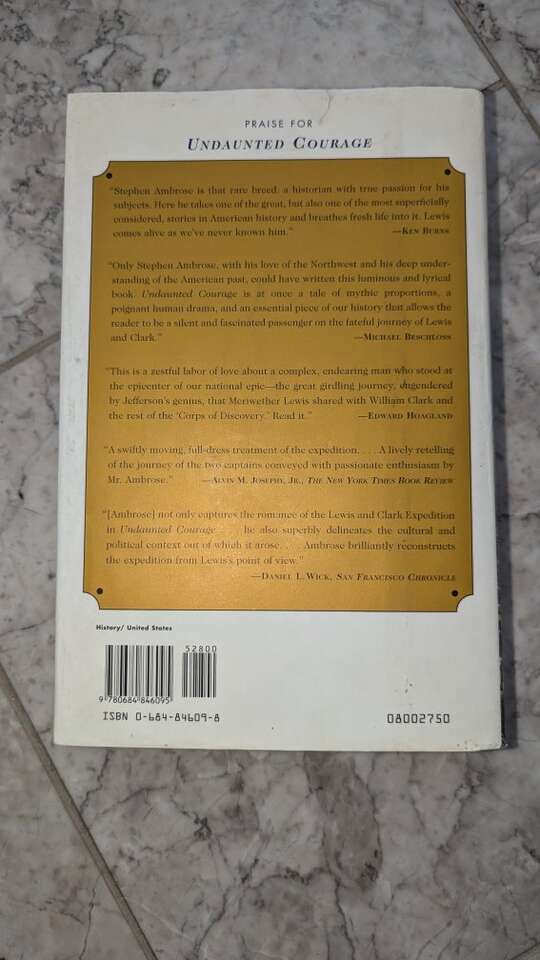 PRAISE FOR
UNDAUNTED COURAGE
"Stephen Ambrose is that rare breed: a historian with true passion for his
subjects. Here he takes one of the great, but also one of the most superficially
considered, stories in American history and breathes fresh life into it. Lewis
comes alive as we've never known him." —KEN BURNS
"Only Stephen Ambrose, with his love of the Northwest and his deep under-
standing of the American past, could have written this luminous and lyrical
book. Undaunted Courage is at once a tale of mythic proportions, a
poignant human drama, and an essential piece of our history that allows the
reader to be a silent and fascinated passenger on the fateful journey of Lewis
and Clark." —MICHAEL BESCHLOSS
"This is a zestful labor of love about a complex, endearing man who stood at
the epicenter of our national epic—the great girdling journey, engendered
by Jefferson's genius, that Meriwether Lewis shared with William Clark and
the rest of the 'Corps of Discovery.' Read it." —EDWARD HOAGLAND
"A swiftly moving, full-dress treatment of the expedition. . . . A lively retelling
of the journey of the two captains conveyed with passionate enthusiasm by
Mr. Ambrose." —ALVIN M. JOSEPHY, JR., THE NEW YORK TIMES BOOK REVIEW
"[Ambrose] not only captures the romance of the Lewis and Clark Expedition
in Undaunted Courage . . . he also superbly delineates the cultural and
political context out of which it arose. . . . Ambrose brilliantly reconstructs
the expedition from Lewis's point of view."
—DANIEL L. WICK, SAN FRANCISCO CHRONICLE
History/ United States
52800
9 780684 846095
ISBN 0-684-84609-8 08002750